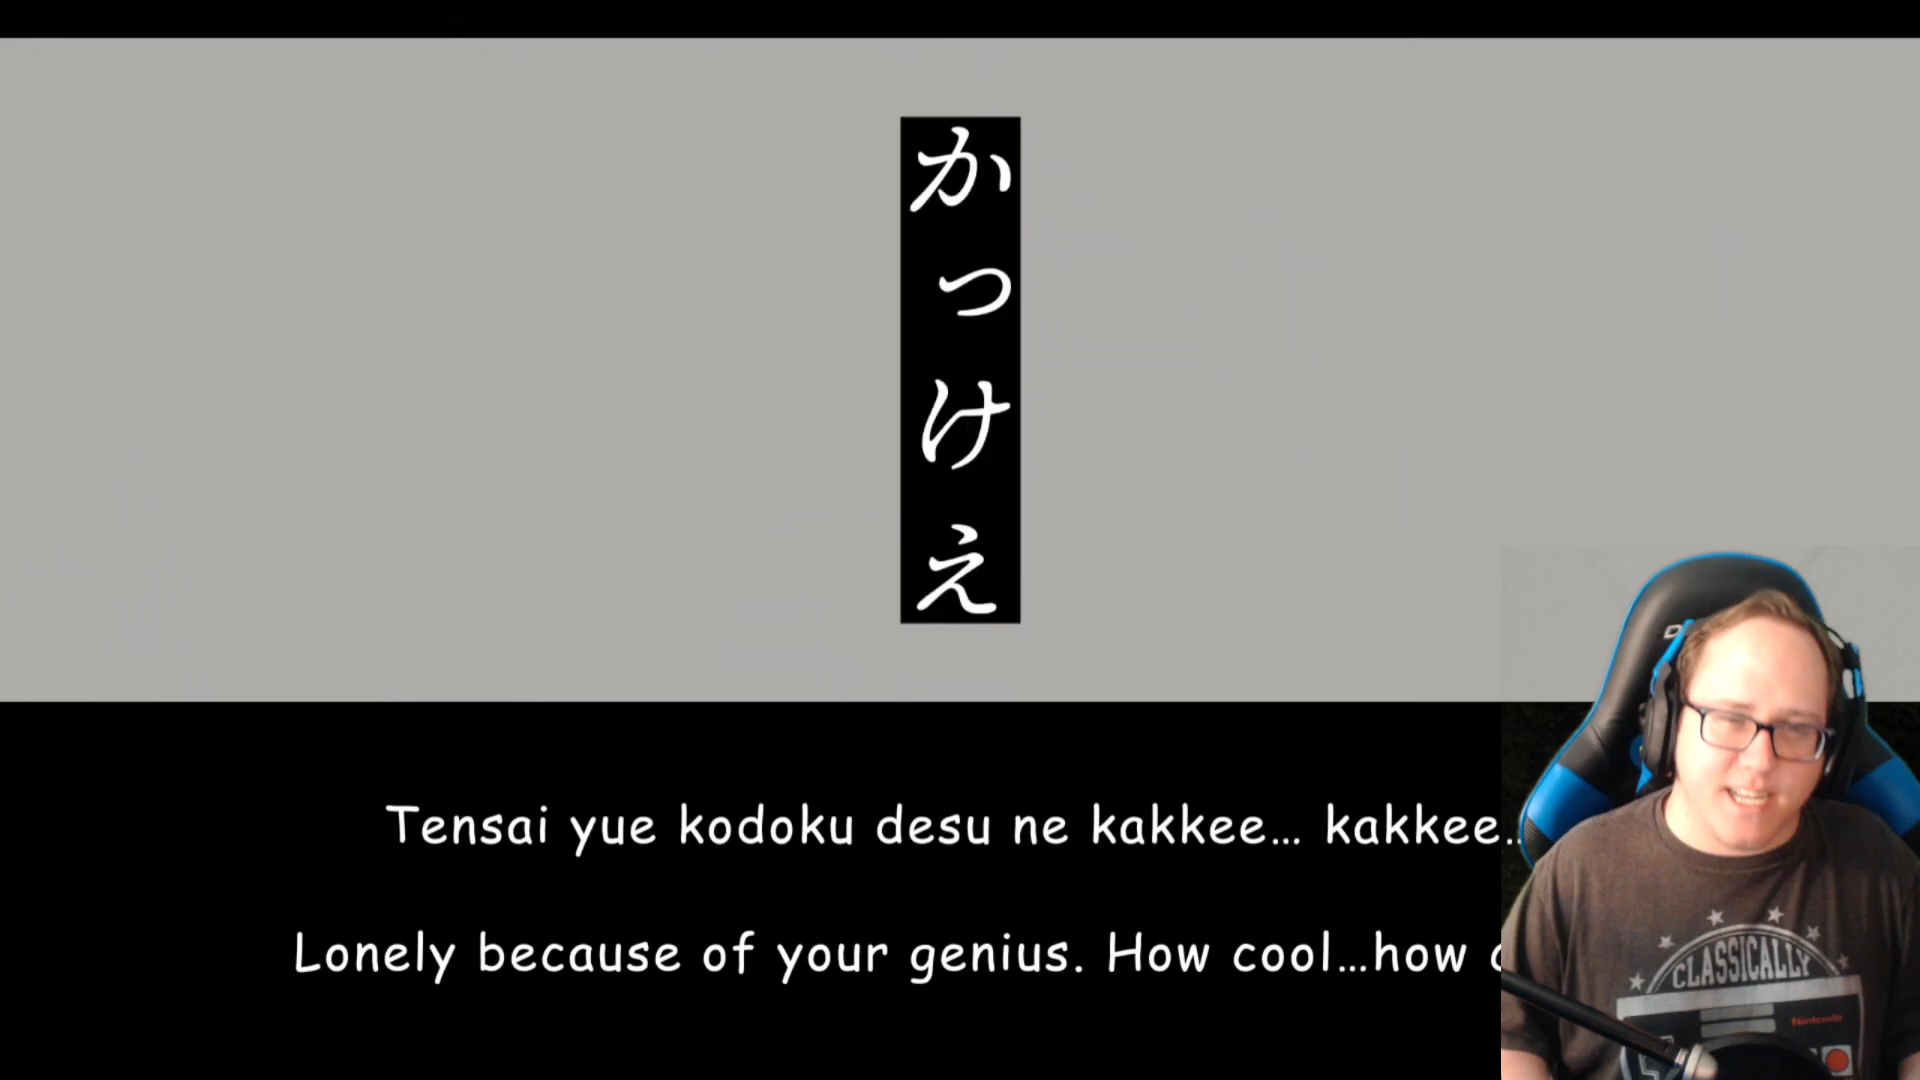 かっけえ
Tensai yue kodoku desu ne kakkee... kakkee..
Lonely because of your genius. How cool...how
CLASSICALLY
Nintendo